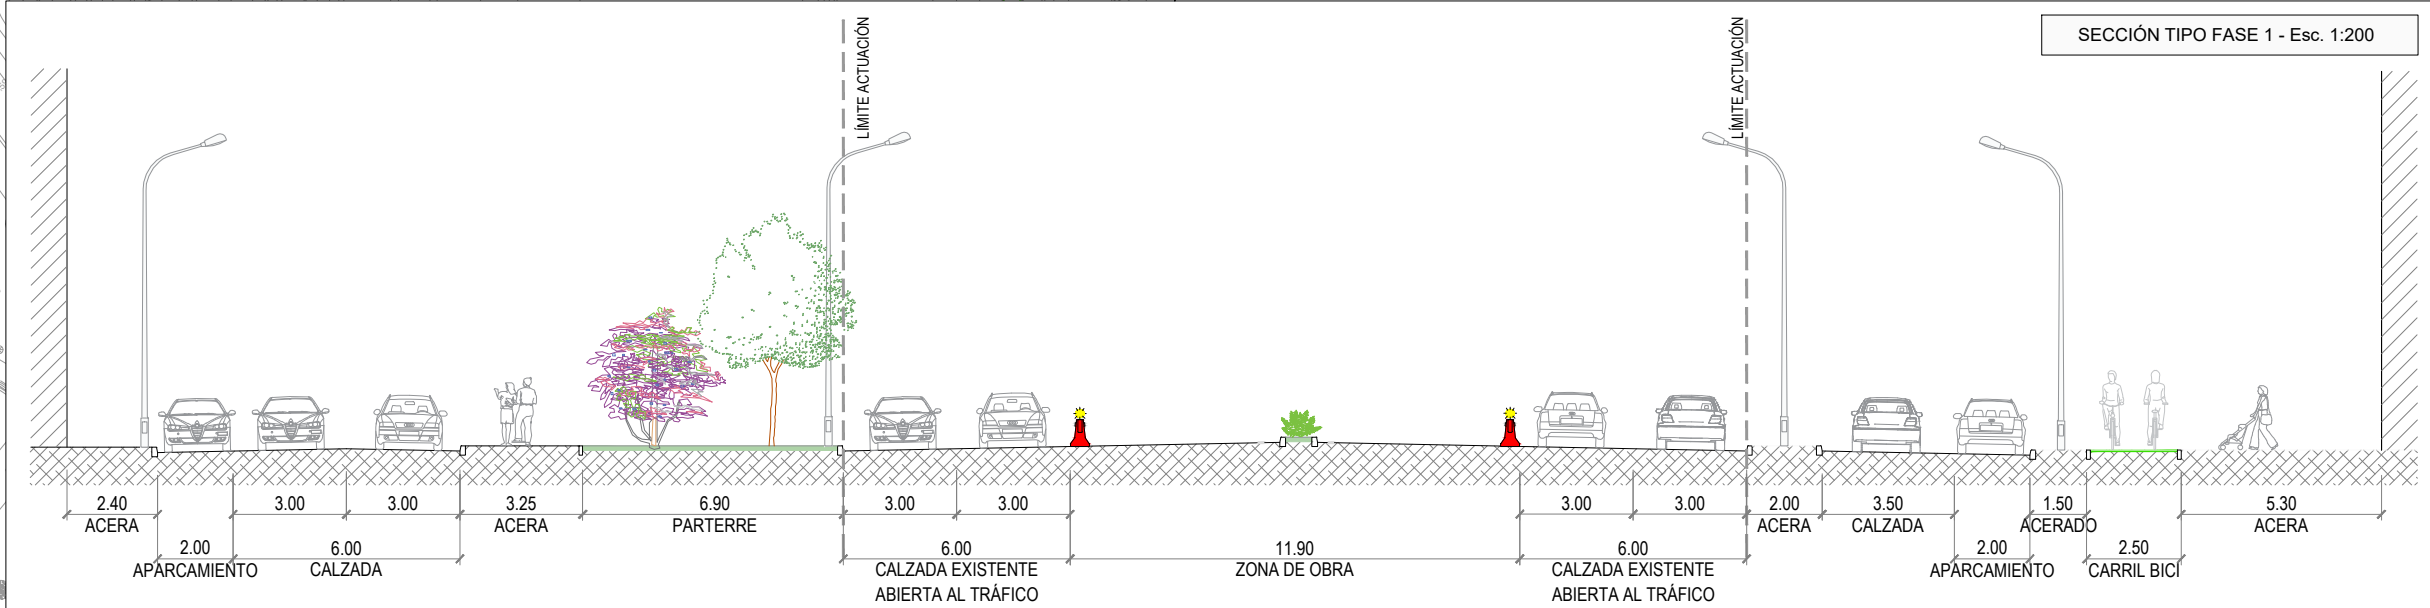 SECCIÓN TIPO FASE 1 - Esc. 1:200
LÍMITE ACTUACIÓN
LÍMITE ACTUACIÓN
2.40
ACERA
2.00
APARCAMIENTO
3.00
3.00
6.00
CALZADA
3.25
ACERA
6.90
PARTERRE
3.00
3.00
6.00
CALZADA EXISTENTE
ABIERTA AL TRÁFICO
11.90
ZONA DE OBRA
3.00
3.00
6.00
CALZADA EXISTENTE
ABIERTA AL TRÁFICO
2.00
ACERA
3.50
CALZADA
2.00
APARCAMIENTO
1.50
ACERADO
2.50
CARRIL BICI
5.30
ACERA